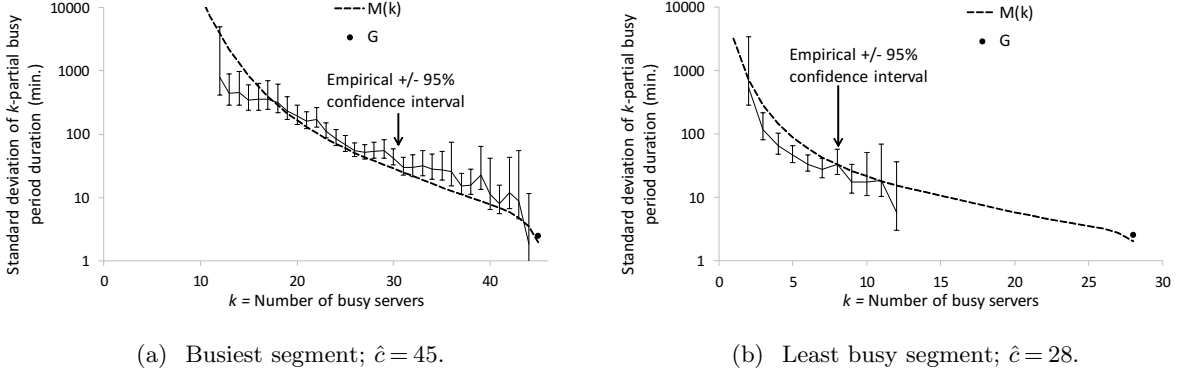 Standard deviation of k-partial busy
period duration (min.)
10000
1000
100
10
1
M(k)
G
Empirical +/- 95%
confidence interval
0
10
20
30
40
k = Number of busy servers
(a) Busiest segment; ĉ = 45.
Standard deviation of k-partial busy
period duration (min.)
10000
1000
100
10
1
M(k)
G
Empirical +/- 95%
confidence interval
0
5
10
15
20
25
30
k = Number of busy servers
(b) Least busy segment; ĉ = 28.